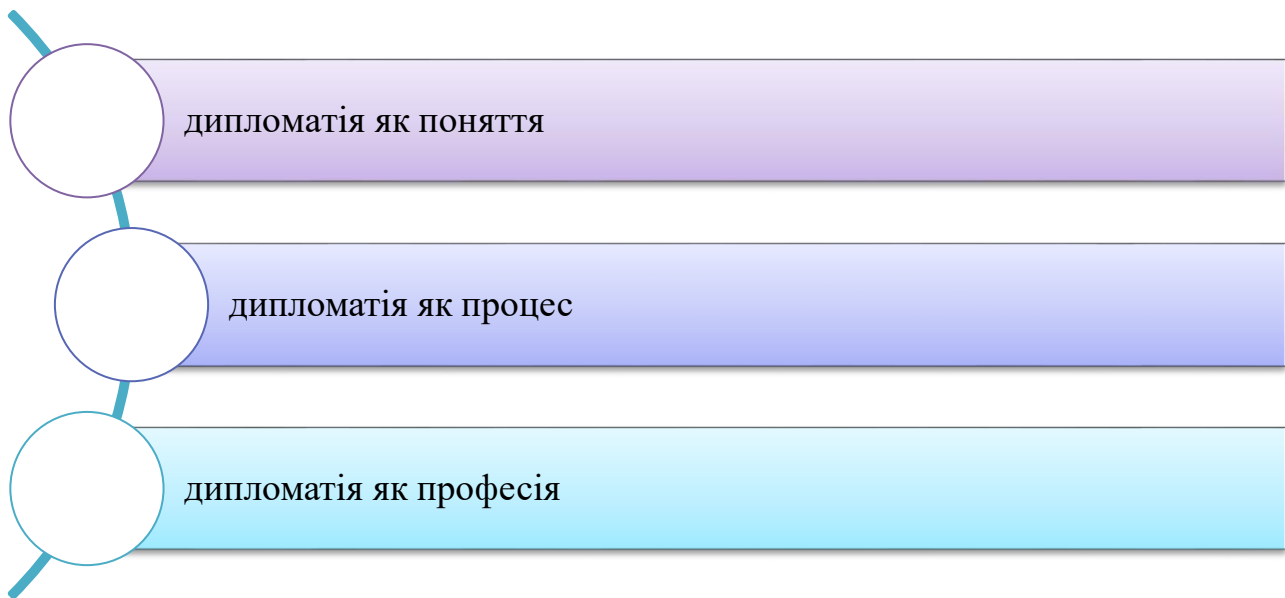 дипломатія як поняття
дипломатія як процес
дипломатія як професія